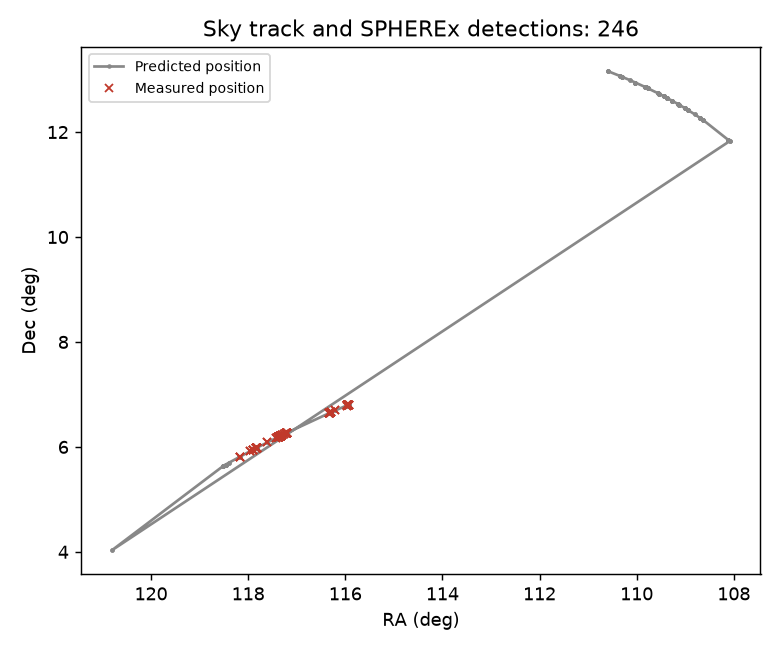 Sky track and SPHEREx detections: 246
Predicted position
Measured position
12
10
8
6
4
Dec (deg)
120
118
116
114
112
110
108
RA (deg)